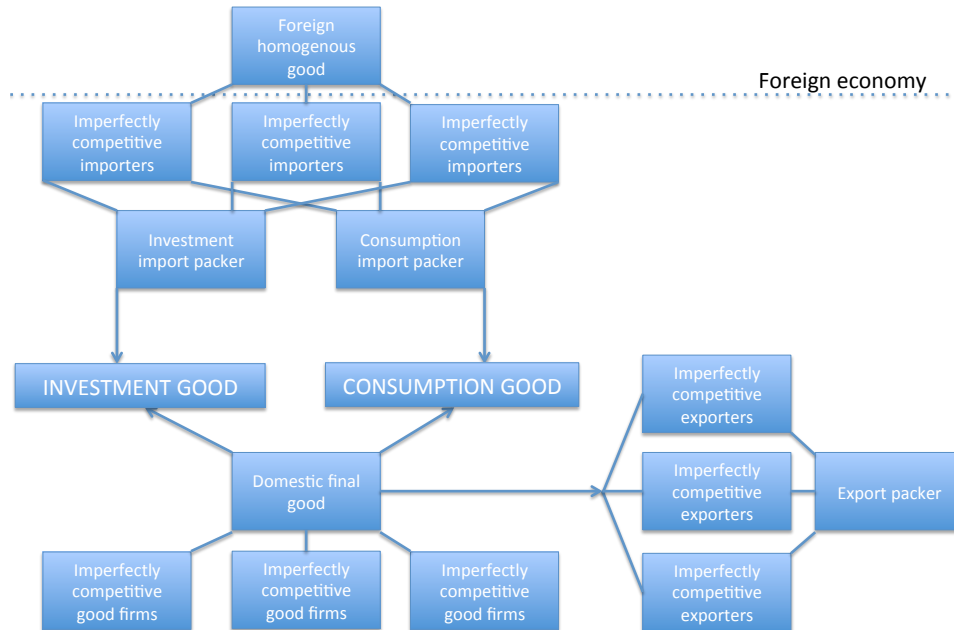 Foreign
homogenous
good
Foreign economy
Imperfectly
competitive
importers
Imperfectly
competitive
importers
Imperfectly
competitive
importers
Investment
import packer
Consumption
import packer
INVESTMENT GOOD
CONSUMPTION GOOD
Imperfectly
competitive
exporters
Domestic final
good
Imperfectly
competitive
exporters
Export packer
Imperfectly
competitive
good firms
Imperfectly
competitive
good firms
Imperfectly
competitive
good firms
Imperfectly
competitive
exporters